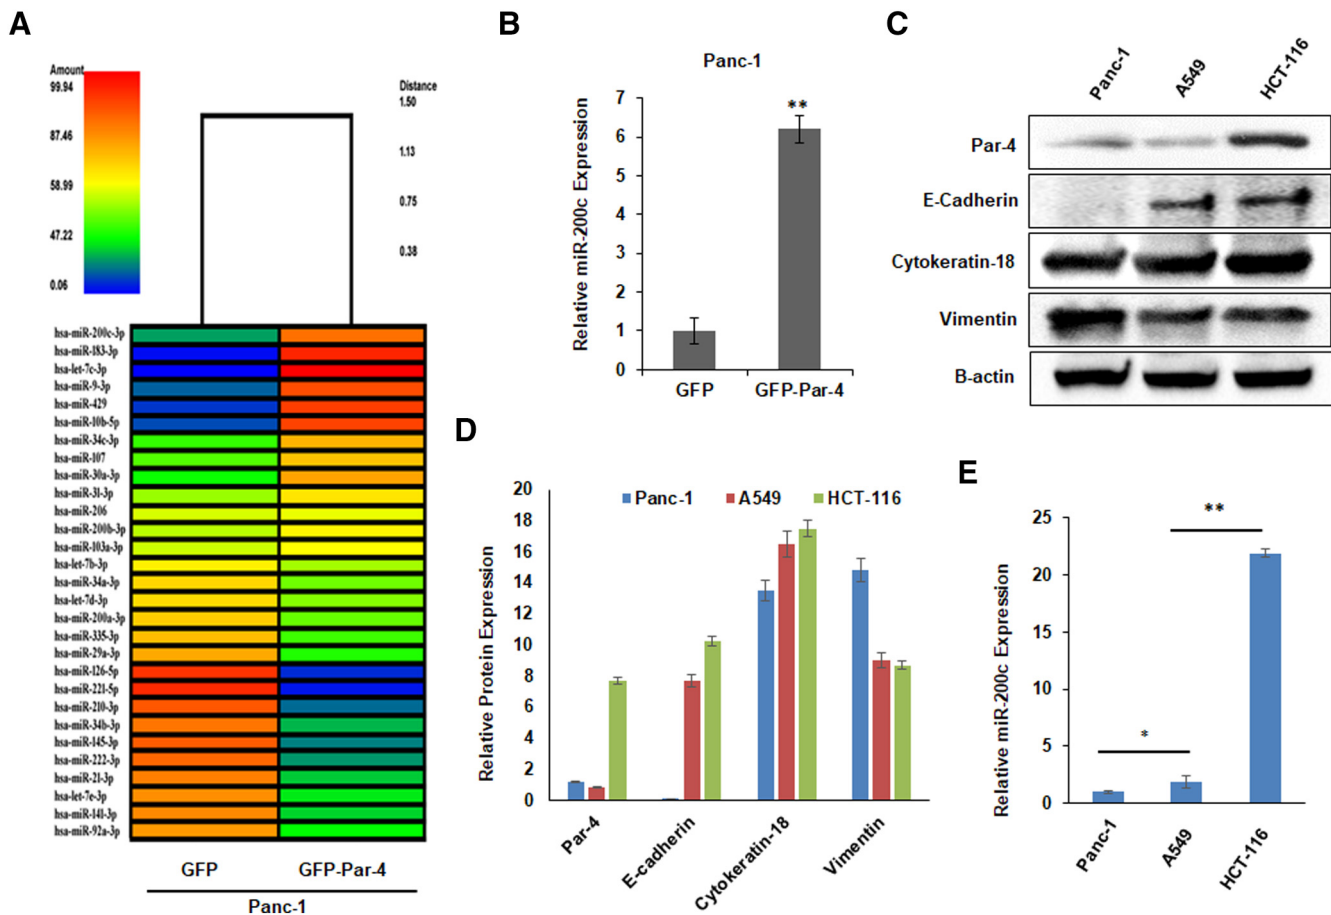 A
Amount
99.94
87.46
58.99
47.22
0.06
Distance
1.50
1.13
0.75
0.38
hsa-miR-200c-3p
hsa-miR-183-3p
hsa-let-7c-3p
hsa-miR-9-3p
hsa-miR-429
hsa-miR-10b-5p
hsa-miR-34c-3p
hsa-miR-107
hsa-miR-30a-3p
hsa-miR-31-3p
hsa-miR-206
hsa-miR-200b-3p
hsa-miR-103a-3p
hsa-let-7b-3p
hsa-miR-34a-3p
hsa-let-7d-3p
hsa-miR-200a-3p
hsa-miR-335-3p
hsa-miR-29a-3p
hsa-miR-126-5p
hsa-miR-221-5p
hsa-miR-210-3p
hsa-miR-34b-3p
hsa-miR-145-3p
hsa-miR-222-3p
hsa-miR-21-3p
hsa-let-7e-3p
hsa-miR-141-3p
hsa-miR-92a-3p
GFP GFP-Par-4
Panc-1
B
Panc-1
Relative miR-200c Expression
7
6
5
4
3
2
1
0
**
GFP GFP-Par-4
C
Panc-1 A549 HCT-116
Par-4
E-Cadherin
Cytokeratin-18
Vimentin
B-actin
D
Panc-1 A549 HCT-116
Relative Protein Expression
20
18
16
14
12
10
8
6
4
2
0
Par-4 E-cadherin Cytokeratin-18 Vimentin
E
Relative miR-200c Expression
25
20
15
10
5
0
*
**
Panc-1 A549 HCT-116